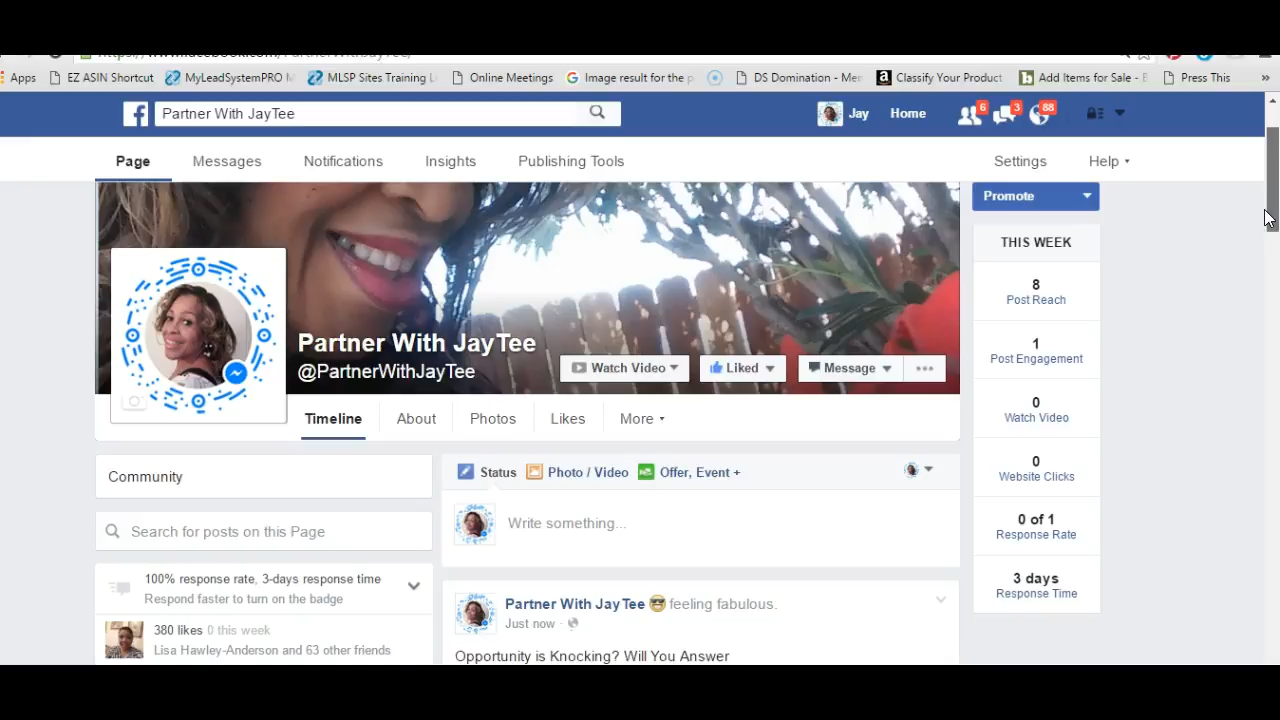 Apps EZ ASIN Shortcut MyLeadSystemPRO MLSP Sites Training Online Meetings Image result for the p DS Domination - Me Classify Your Product Add Items for Sale - Press This »
Partner With JayTee Jay Home 6 3 88
Page Messages Notifications Insights Publishing Tools Settings Help
Promote
THIS WEEK
8
Post Reach
1
Post Engagement
0
Watch Video
0
Website Clicks
0 of 1
Response Rate
3 days
Response Time
Partner With JayTee
@PartnerWithJayTee
Watch Video Liked Message •••
Timeline About Photos Likes More
Community
Search for posts on this Page
100% response rate, 3-days response time
Respond faster to turn on the badge
380 likes 0 this week
Lisa Hawley-Anderson and 63 other friends
Status Photo / Video Offer, Event +
Write something...
Partner With JayTee feeling fabulous.
Just now ·
Opportunity is Knocking? Will You Answer